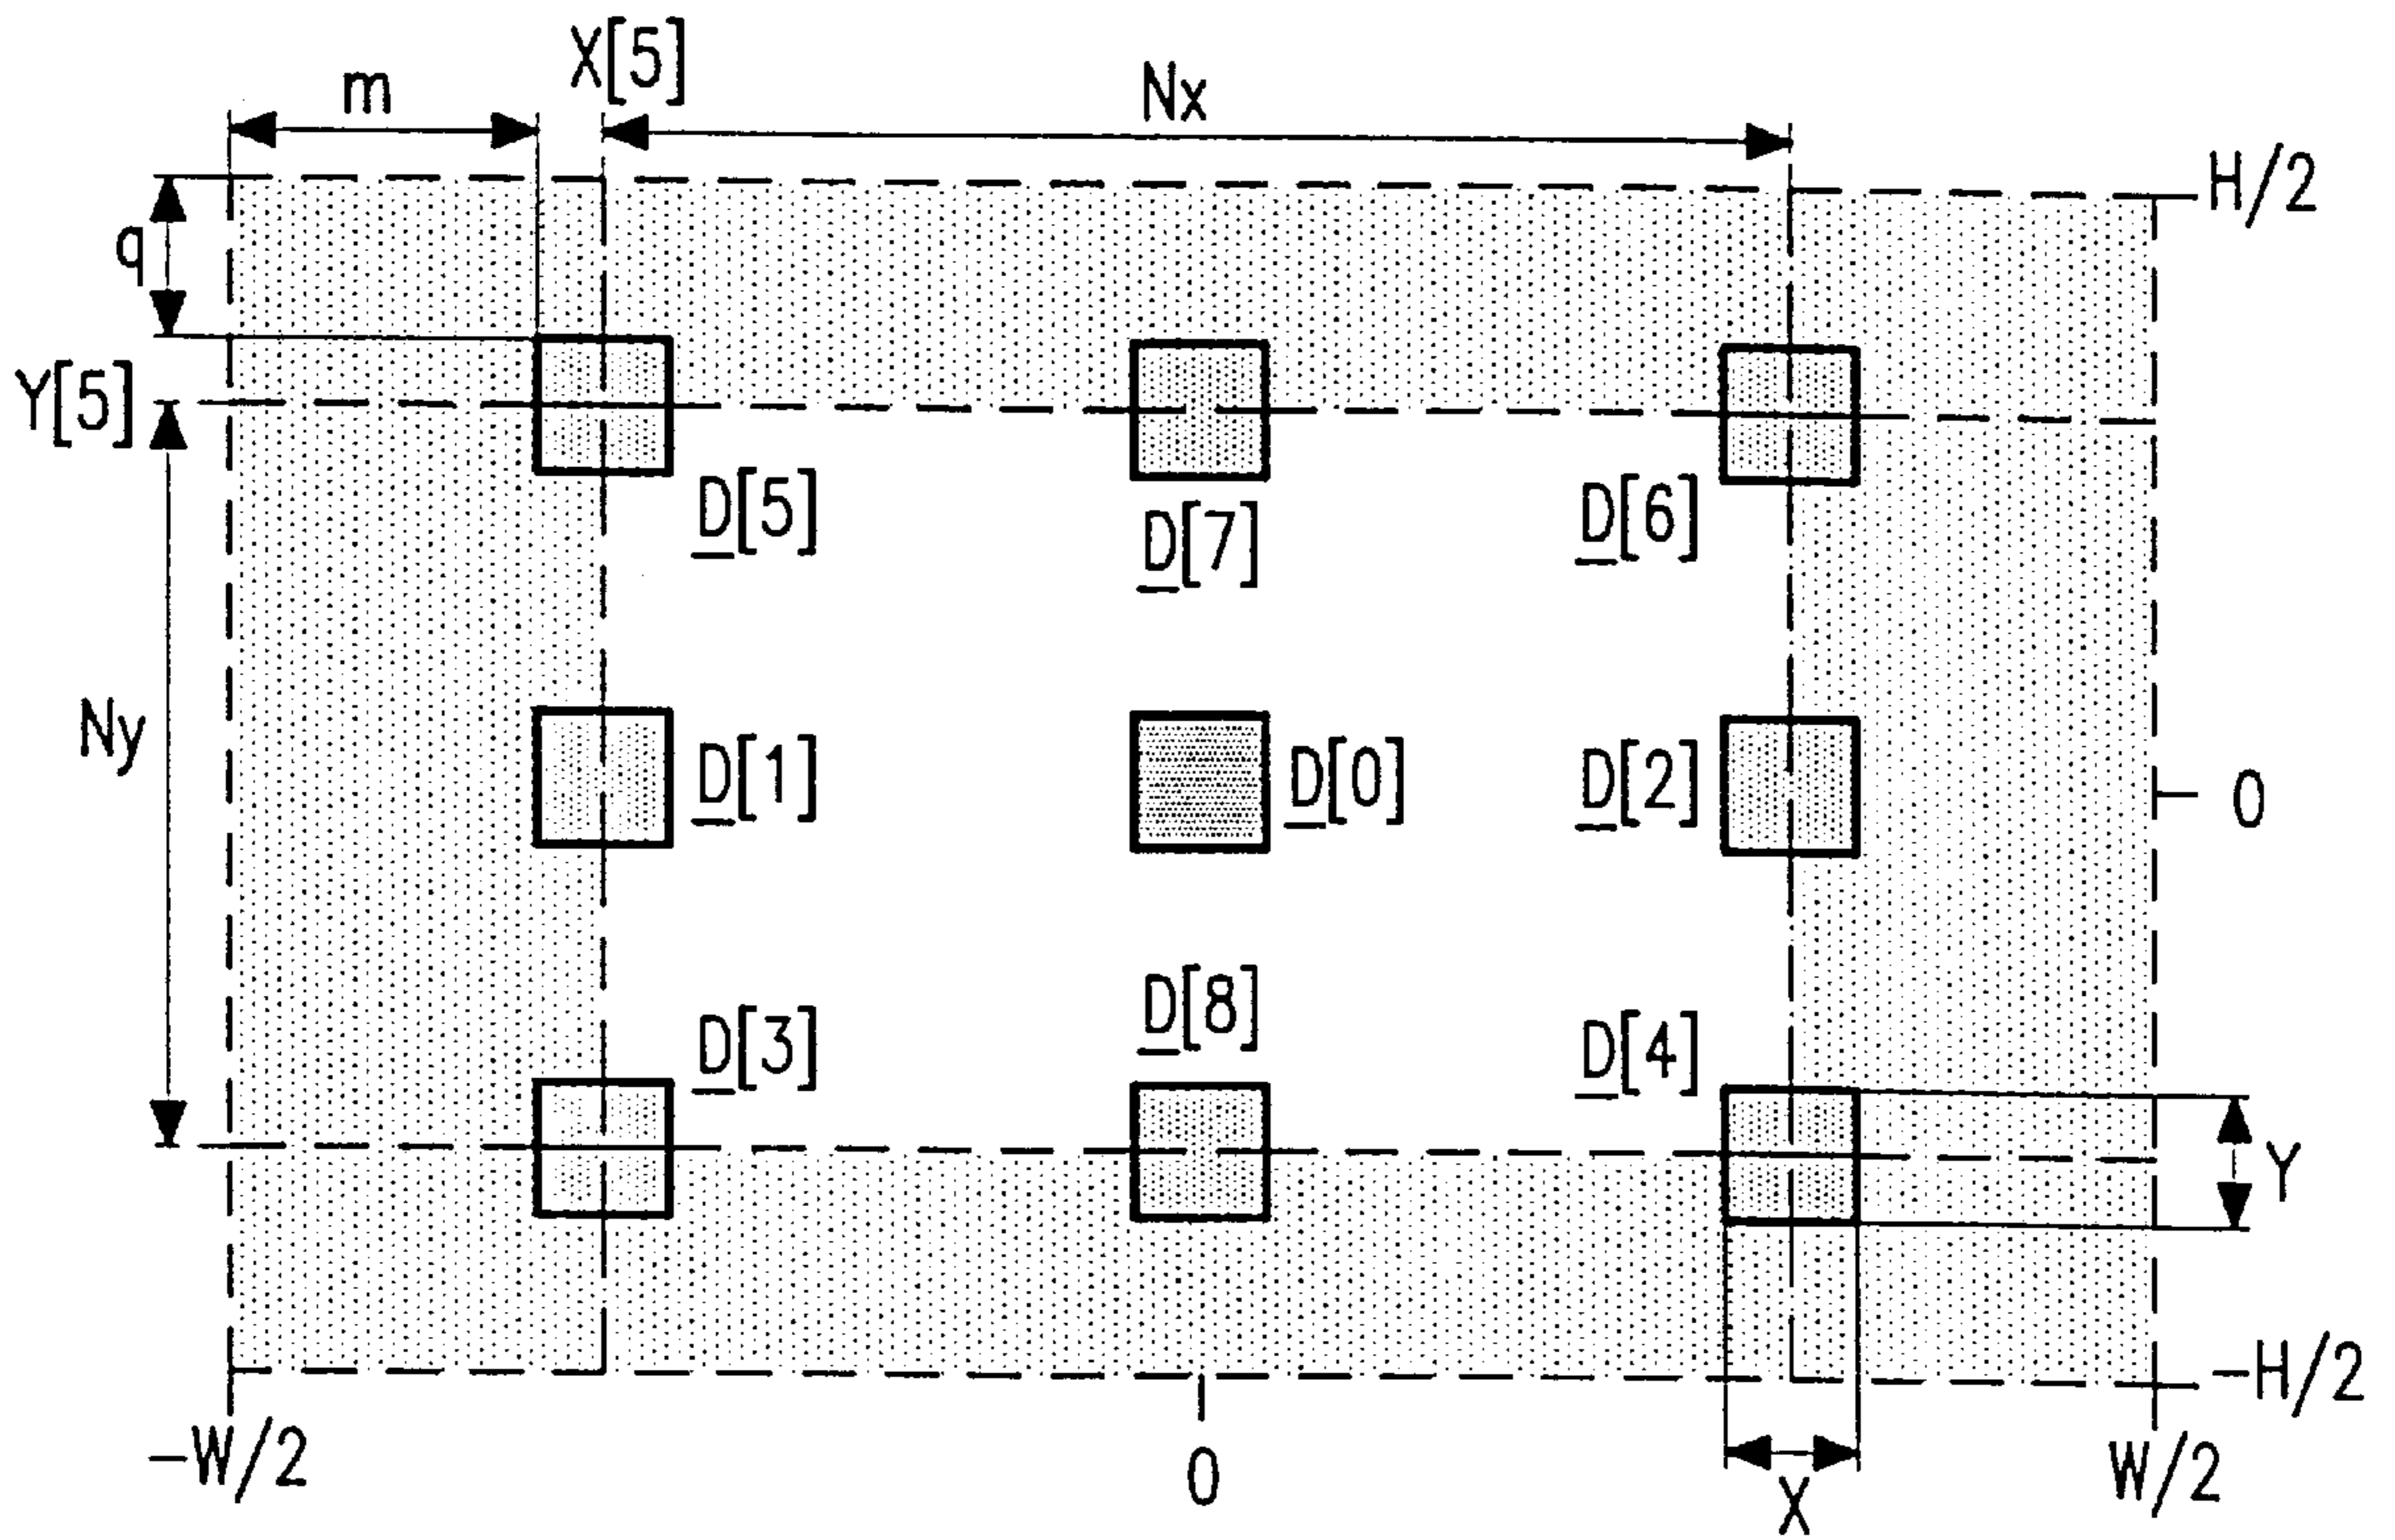 X[5]
m
Nx
H/2
q
Y[5]
D[5]
D[7]
D[6]
Ny
D[1]
D[0]
D[2]
0
D[3]
D[8]
D[4]
Y
-H/2
-W/2
0
X
W/2